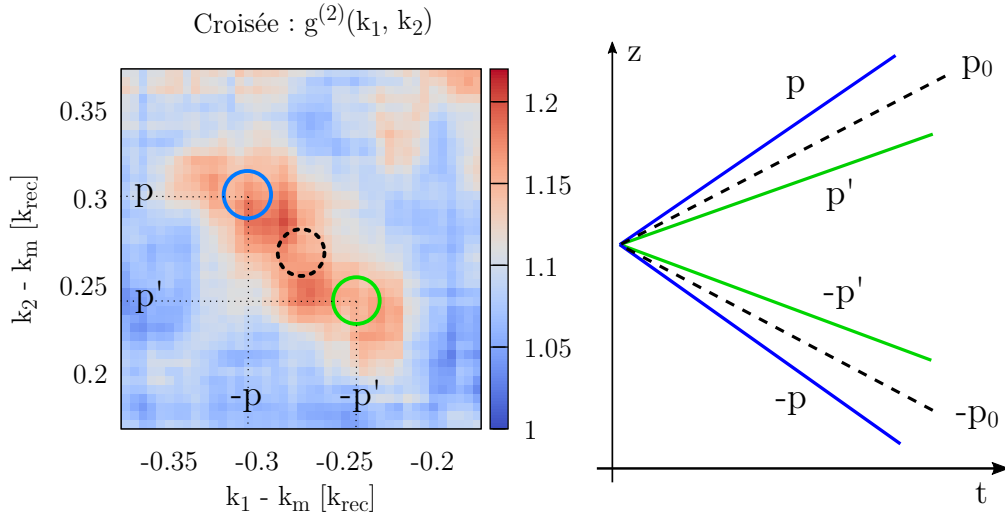 Croisée : g⁽²⁾(k₁, k₂)
k₂ - kₘ [k_rec]
0.35
0.3
0.25
0.2
p
p'
-p
-p'
-0.35
-0.3
-0.25
-0.2
k₁ - kₘ [k_rec]
1.2
1.15
1.1
1.05
1
z
p
p₀
p'
-p'
-p
-p₀
t